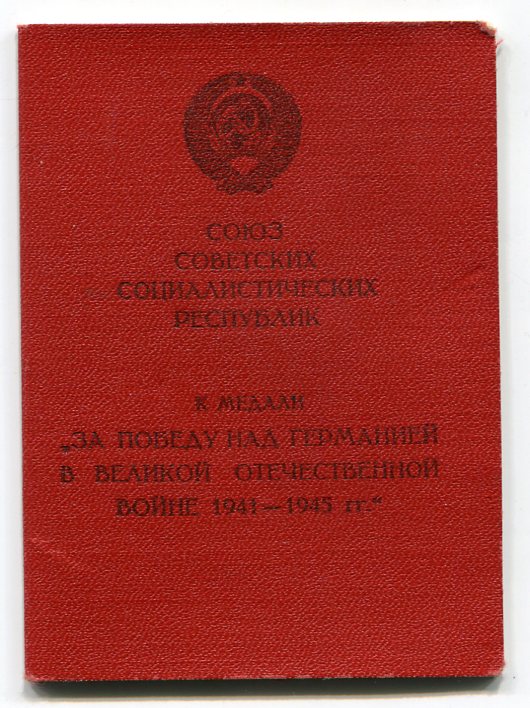 СОЮЗ
СОВЕТСКИХ
СОЦИАЛИСТИЧЕСКИХ
РЕСПУБЛИК
К МЕДАЛИ
„ЗА ПОБЕДУ НАД ГЕРМАНИЕЙ
В ВЕЛИКОЙ ОТЕЧЕСТВЕННОЙ
ВОЙНЕ 1941—1945 гг.“